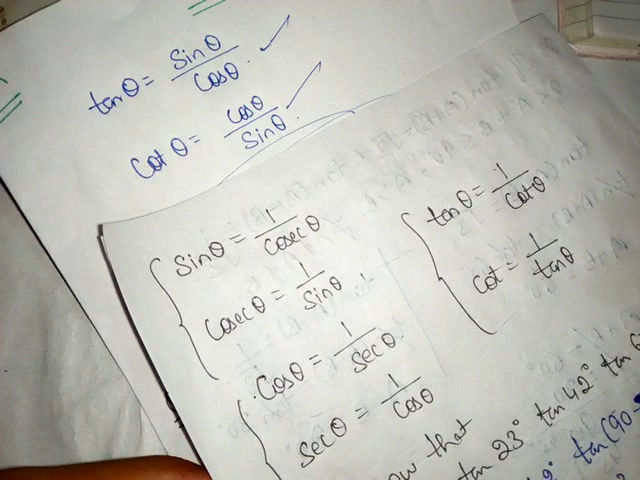 tanθ = Sinθ / Cosθ.
Cot θ = Cosθ / Sinθ.
Sinθ = 1 / Cosecθ
Cosecθ = 1 / Sinθ
Cosθ = 1 / Secθ.
Secθ = 1 / Cosθ
tanθ = 1 / Cotθ
Cot = 1 / tanθ
that
tan 23° tan 42° tan
tan(90-